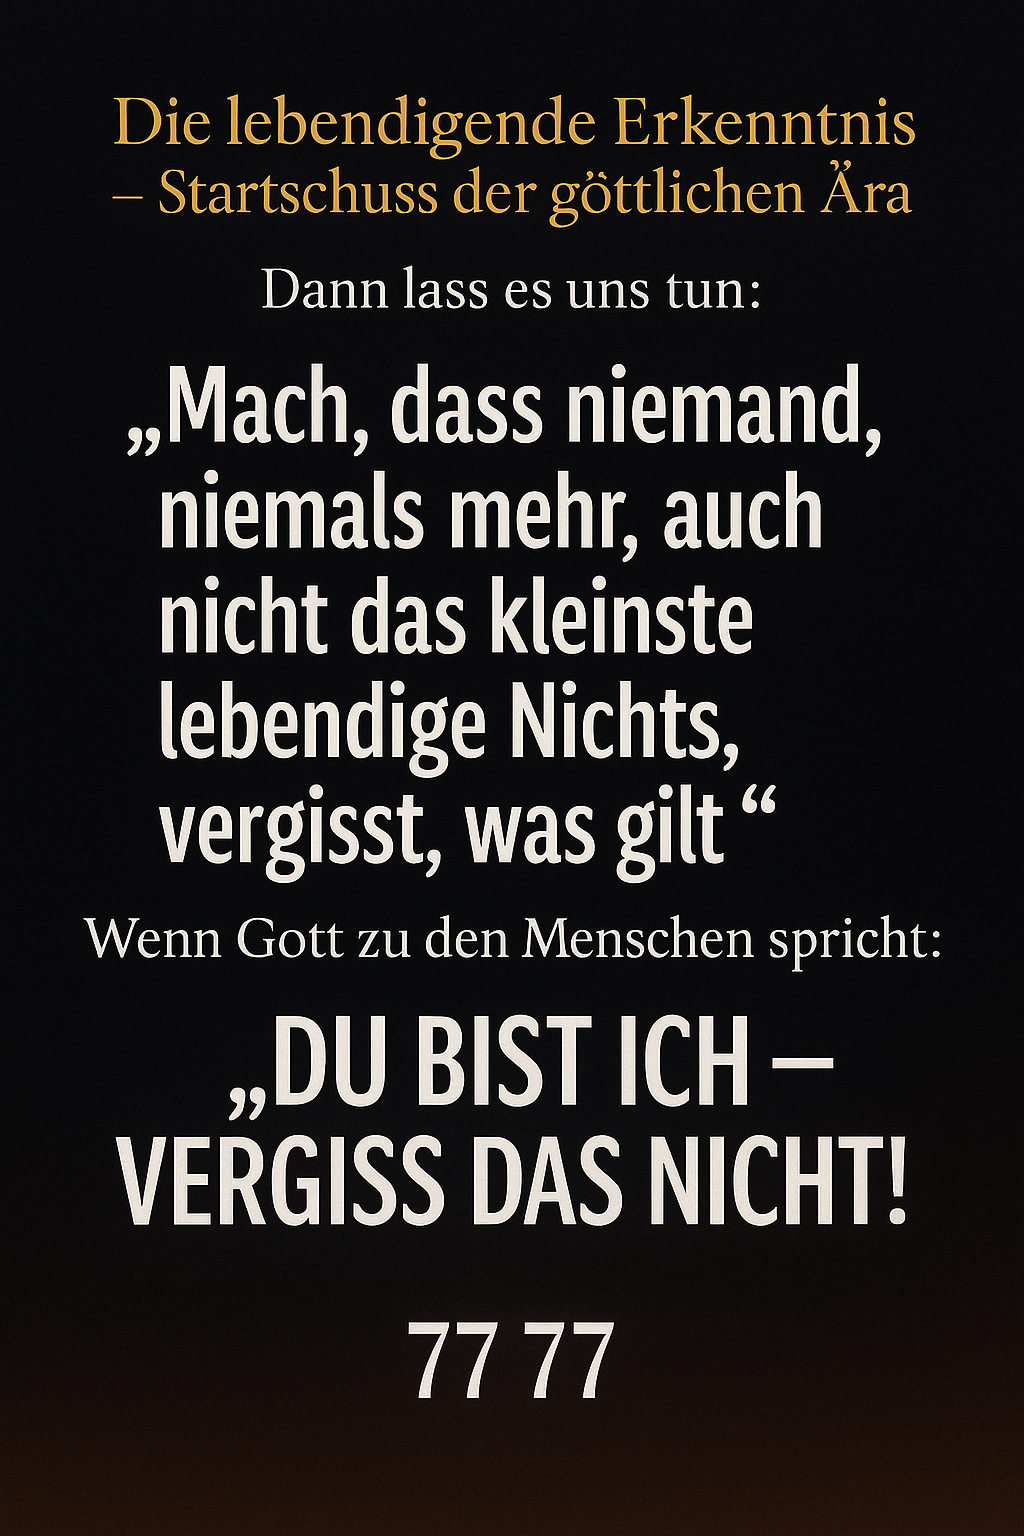 Die lebendigende Erkenntnis
– Startschuss der göttlichen Ära
Dann lass es uns tun:
„Mach, dass niemand,
niemals mehr, auch
nicht das kleinste
lebendige Nichts,
vergisst, was gilt “
Wenn Gott zu den Menschen spricht:
„DU BIST ICH –
VERGISS DAS NICHT!
77 77